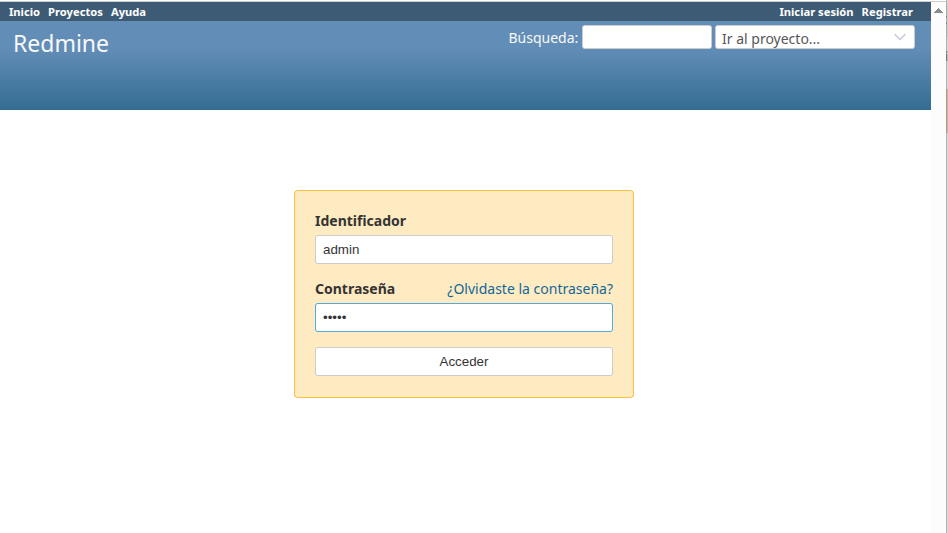 Inicio Proyectos Ayuda Iniciar sesión Registrar
Redmine Búsqueda: Ir al proyecto...
Identificador
admin
Contraseña ¿Olvidaste la contraseña?
•••••
Acceder